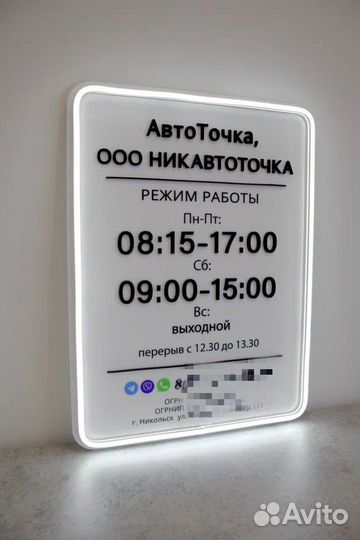 АвтоТочка,
ООО НИКАВТОТОЧКА
РЕЖИМ РАБОТЫ
Пн-Пт:
08:15-17:00
Сб:
09:00-15:00
Вс:
ВЫХОДНОЙ
перерыв с 12.30 до 13.30
ОГРН
ОГРНИП
г. Никольск ул.
Avito